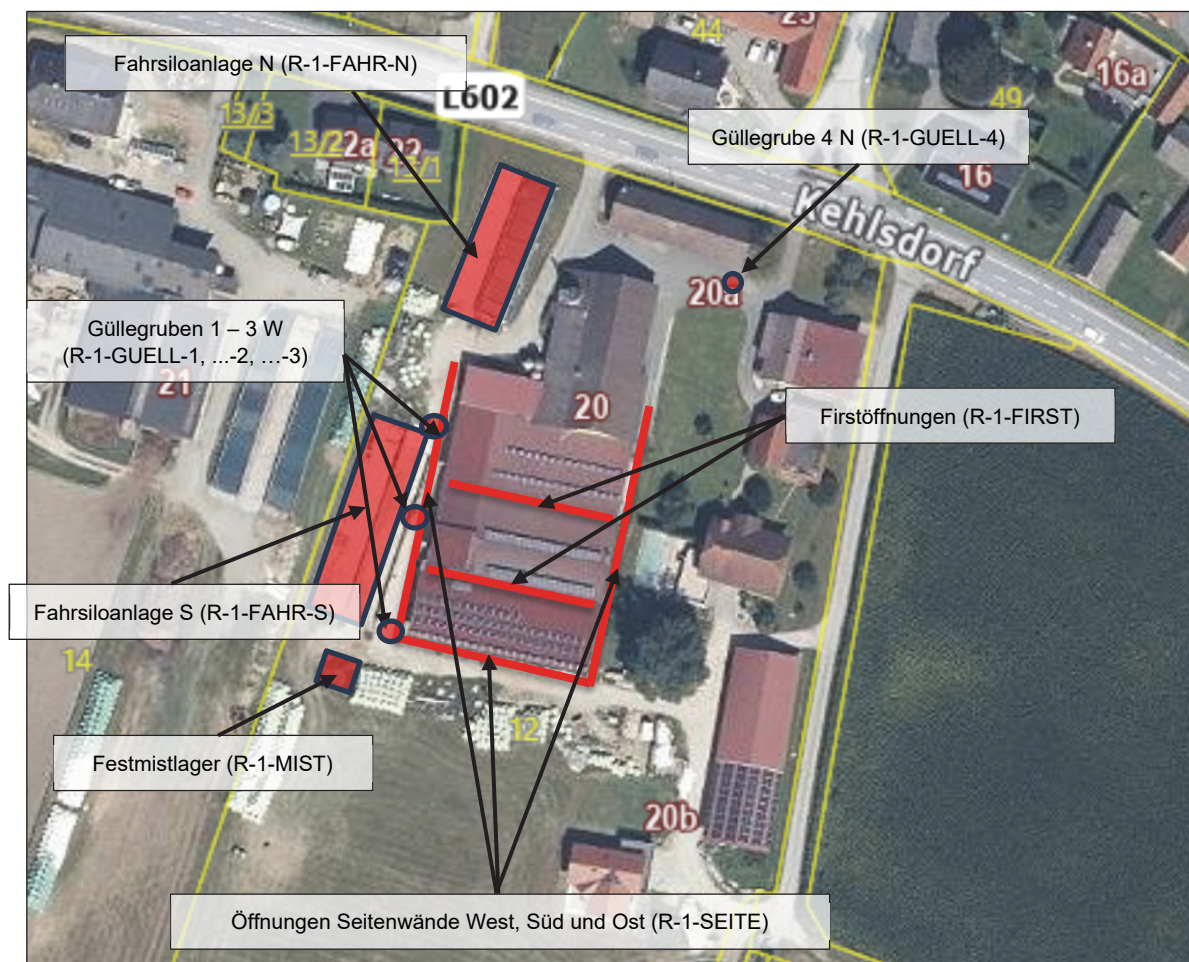 23
44
Fahrsiloanlage N (R-1-FAHR-N)
16a
L602
49
13/3
Güllegrube 4 N (R-1-GUELL-4)
13/2
22a
22
13/1
16
Kehlsdorf
20a
Güllegruben 1 – 3 W
(R-1-GUELL-1, ...-2, …-3)
21
20
Firstöffnungen (R-1-FIRST)
Fahrsiloanlage S (R-1-FAHR-S)
14
12
Festmistlager (R-1-MIST)
20b
Öffnungen Seitenwände West, Süd und Ost (R-1-SEITE)